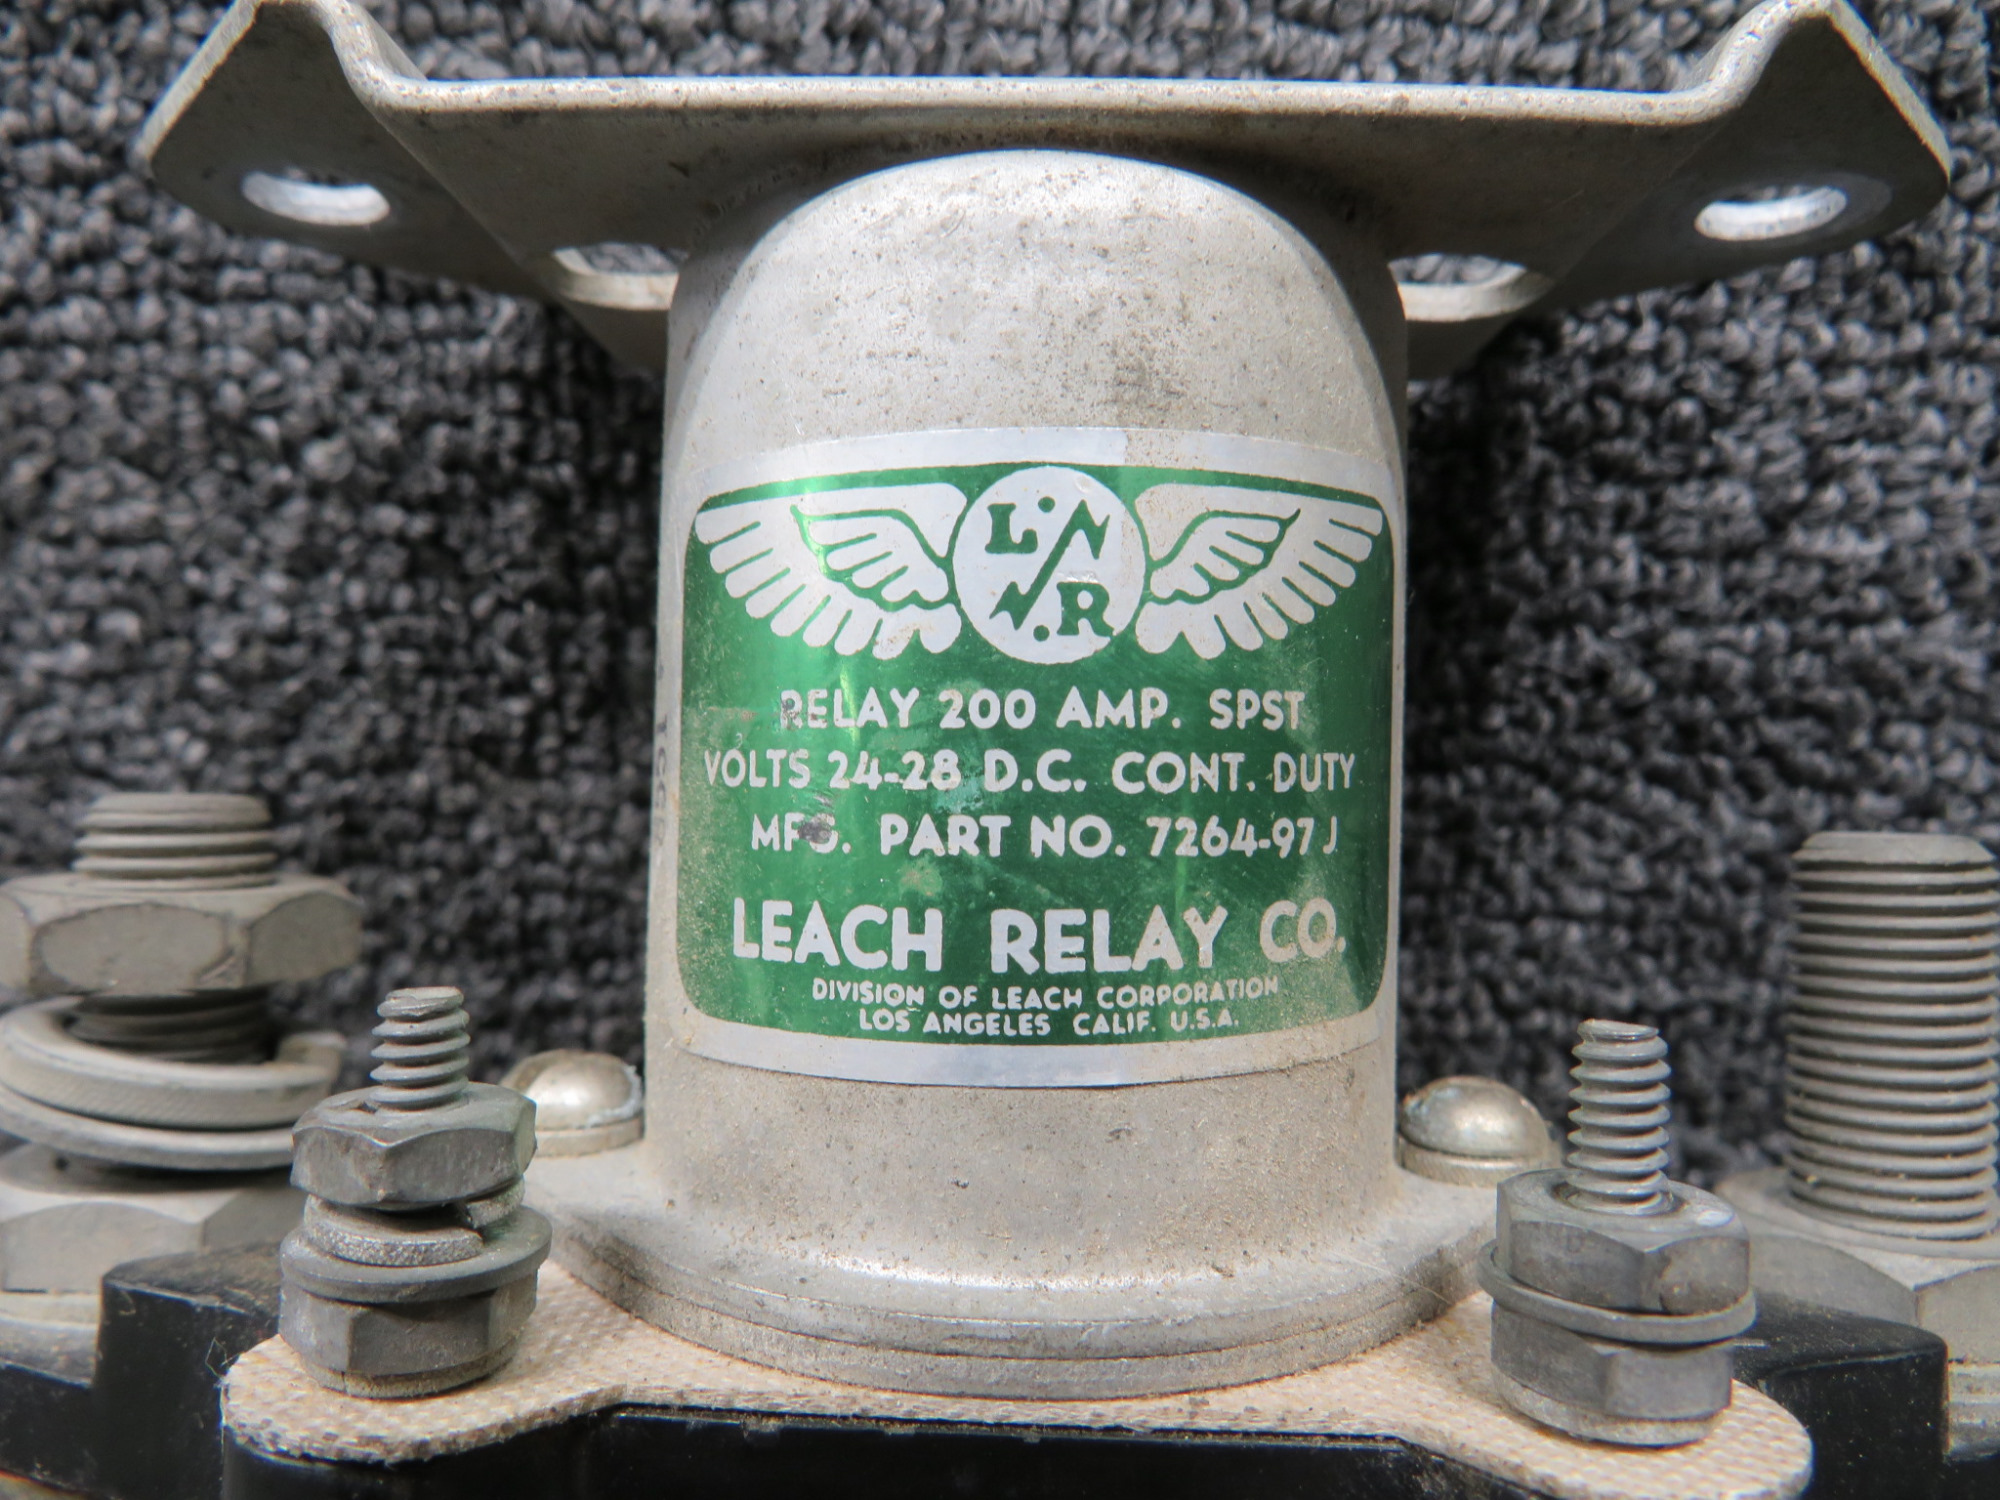 L R
RELAY 200 AMP. SPST
VOLTS 24-28 D.C. CONT. DUTY
MFG. PART NO. 7264-97 J
LEACH RELAY CO.
DIVISION OF LEACH CORPORATION
LOS ANGELES CALIF. U.S.A.